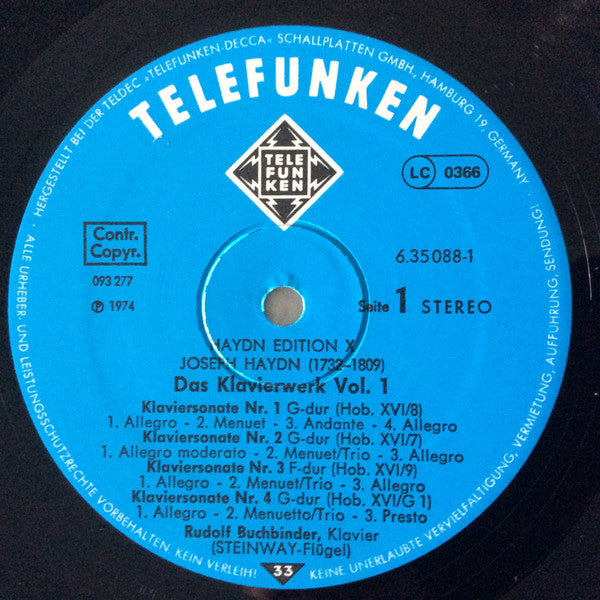 HERGESTELLT BEI DER TELDEC »TELEFUNKEN-DECCA« SCHALLPLATTEN GMBH, HAMBURG 19, GERMANY
TELEFUNKEN
TELE
FUN
KEN
LC 0366
Contr.
Copyr.
093 277
℗ 1974
6.35088-1
Seite 1 STEREO
HAYDN EDITION X
JOSEPH HAYDN (1732-1809)
Das Klavierwerk Vol. 1
Klaviersonate Nr. 1 G-dur (Hob. XVI/8)
1. Allegro - 2. Menuet - 3. Andante - 4. Allegro
Klaviersonate Nr. 2 G-dur (Hob. XVI/7)
1. Allegro moderato - 2. Menuet/Trio - 3. Allegro
Klaviersonate Nr. 3 F-dur (Hob. XVI/9)
1. Allegro - 2. Menuet/Trio - 3. Allegro
Klaviersonate Nr. 4 G-dur (Hob. XVI/G 1)
1. Allegro - 2. Menuetto/Trio - 3. Presto
Rudolf Buchbinder, Klavier
(STEINWAY-Flügel)
33
ALLE URHEBER- UND LEISTUNGSSCHUTZRECHTE VORBEHALTEN. KEIN VERLEIH! KEINE UNERLAUBTE VERVIELFÄLTIGUNG, VERMIETUNG, AUFFÜHRUNG, SENDUNG!